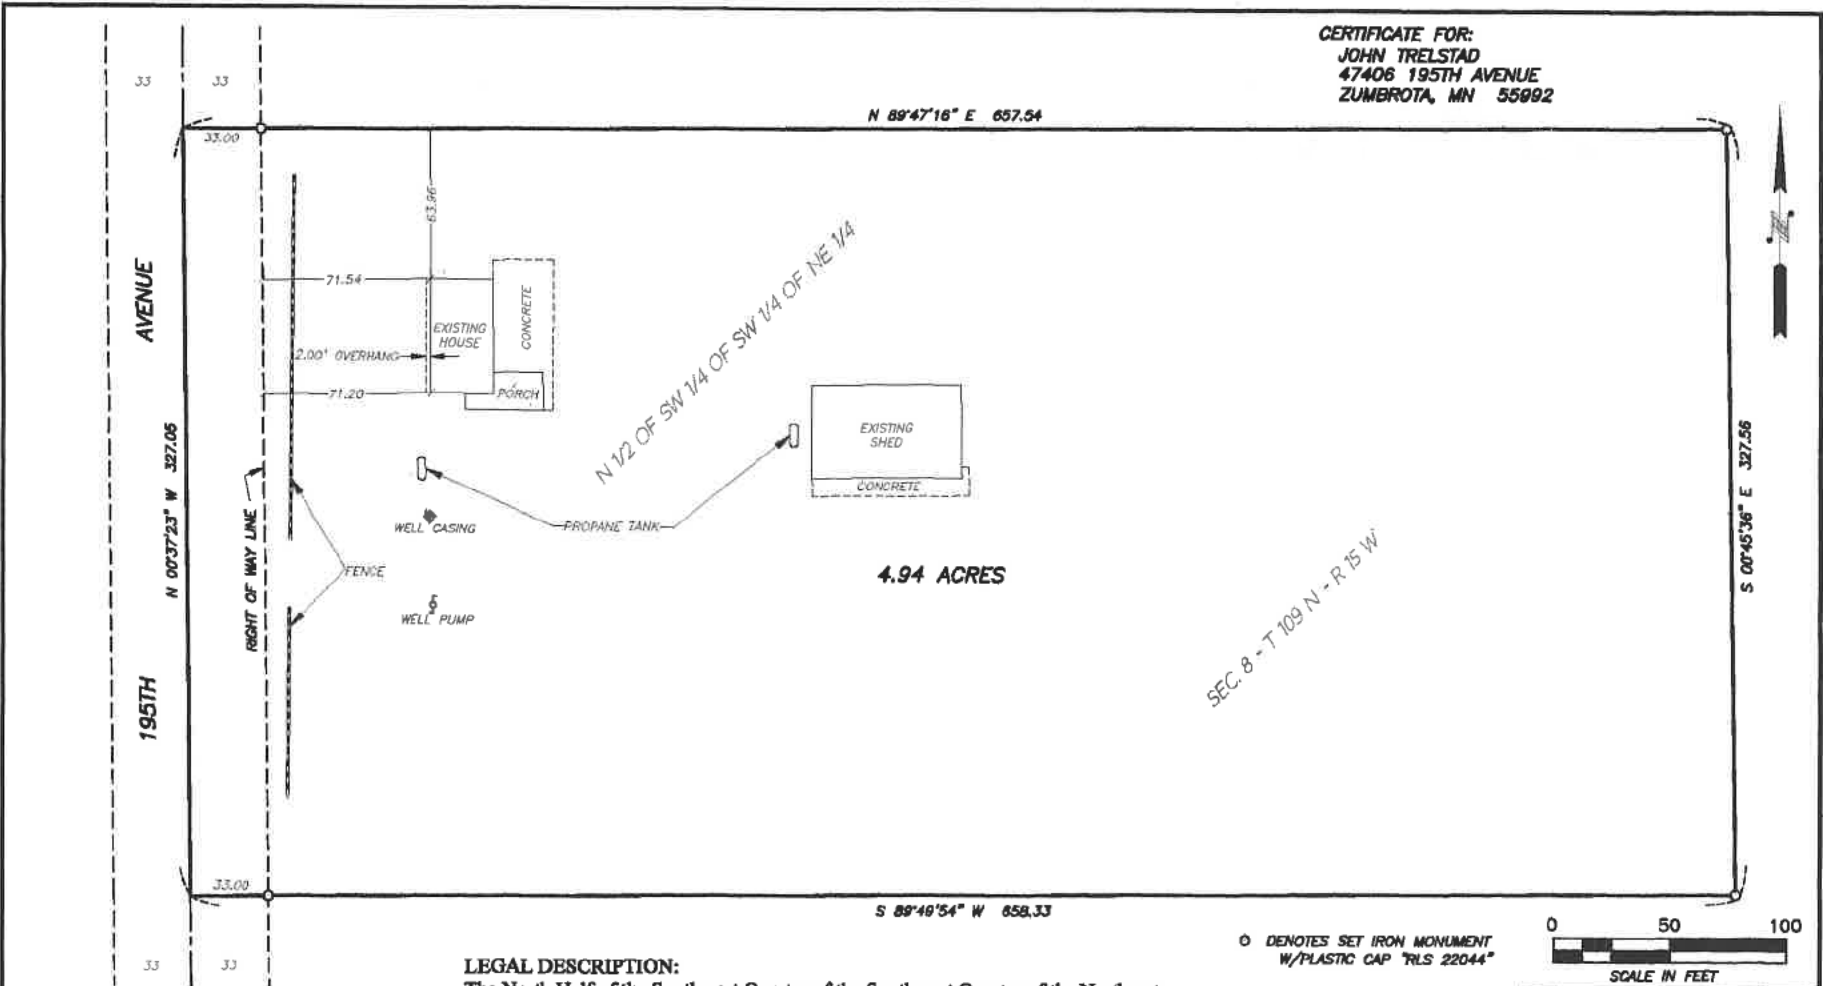 CERTIFICATE FOR:
JOHN TRELSTAD
47406 195TH AVENUE
ZUMBROTA, MN 55992
33
33
N 89°47'16" E 657.54
33.00
63.96
71.54
CONCRETE
EXISTING
HOUSE
2.00' OVERHANG
71.20
PORCH
AVENUE
195TH
N 00°37'23" W 327.05
RIGHT OF WAY LINE
N 1/2 OF SW 1/4 OF SW 1/4 OF NE 1/4
EXISTING
SHED
CONCRETE
WELL CASING
PROPANE TANK
FENCE
WELL PUMP
4.94 ACRES
SEC. 8 - T 109 N - R 15 W
S 00°45'36" E 327.56
33.00
S 89°49'54" W 658.33
33
33
O DENOTES SET IRON MONUMENT
W/PLASTIC CAP "RLS 22044"
0 50 100
SCALE IN FEET
LEGAL DESCRIPTION: